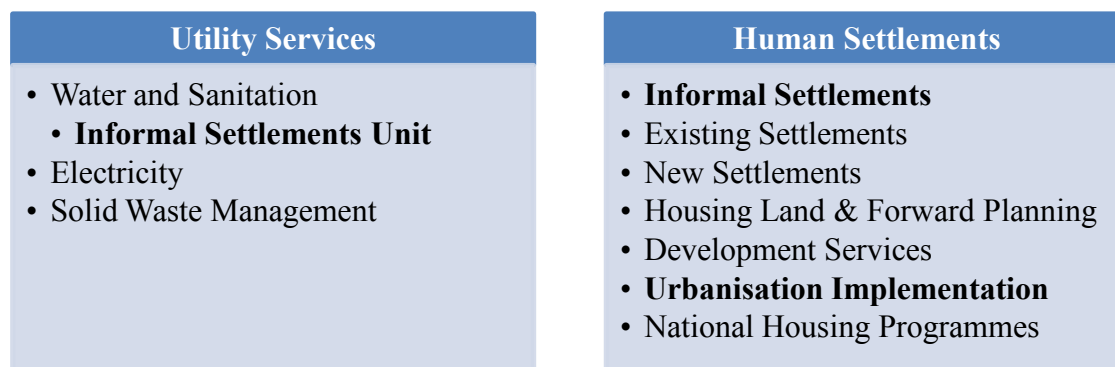 Utility Services
• Water and Sanitation
• Informal Settlements Unit
• Electricity
• Solid Waste Management
Human Settlements
• Informal Settlements
• Existing Settlements
• New Settlements
• Housing Land & Forward Planning
• Development Services
• Urbanisation Implementation
• National Housing Programmes